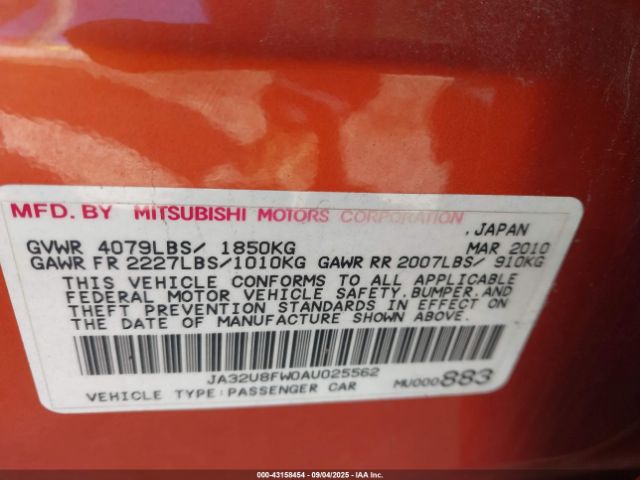 MFD. BY MITSUBISHI MOTORS CORPORATION
, JAPAN
GVWR 4079LBS/ 1850KG MAR 2010
GAWR FR 2227LBS/1010KG GAWR RR 2007LBS/ 910KG
THIS VEHICLE CONFORMS TO ALL APPLICABLE
FEDERAL MOTOR VEHICLE SAFETY,BUMPER,AND
THEFT PREVENTION STANDARDS IN EFFECT ON
THE DATE OF MANUFACTURE SHOWN ABOVE.
JA32U8FW0AU025562
VEHICLE TYPE:PASSENGER CAR MU000883
000-43158454 - 09/04/2025 - IAA Inc.